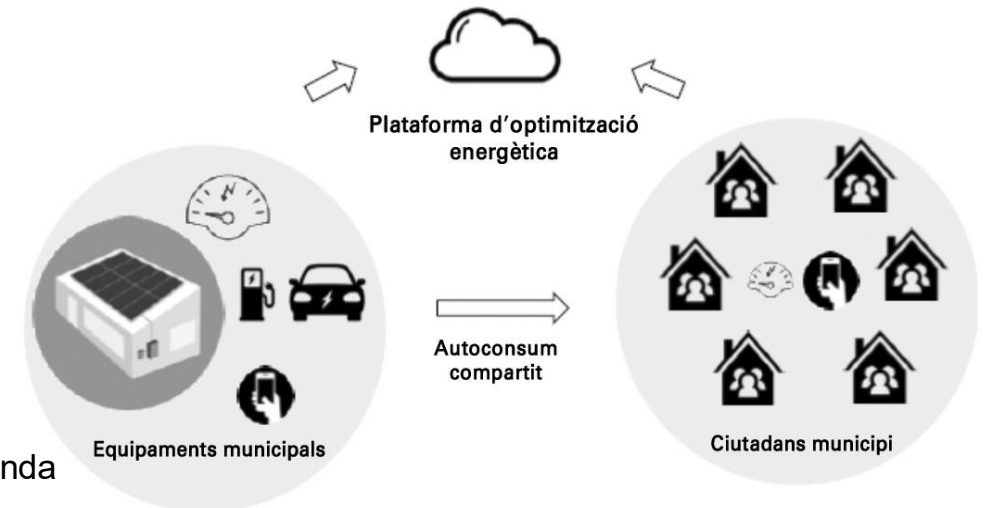 Plataforma d'optimització
energètica
Autoconsum
compartit
Equipaments municipals
Ciutadans municipi
nda